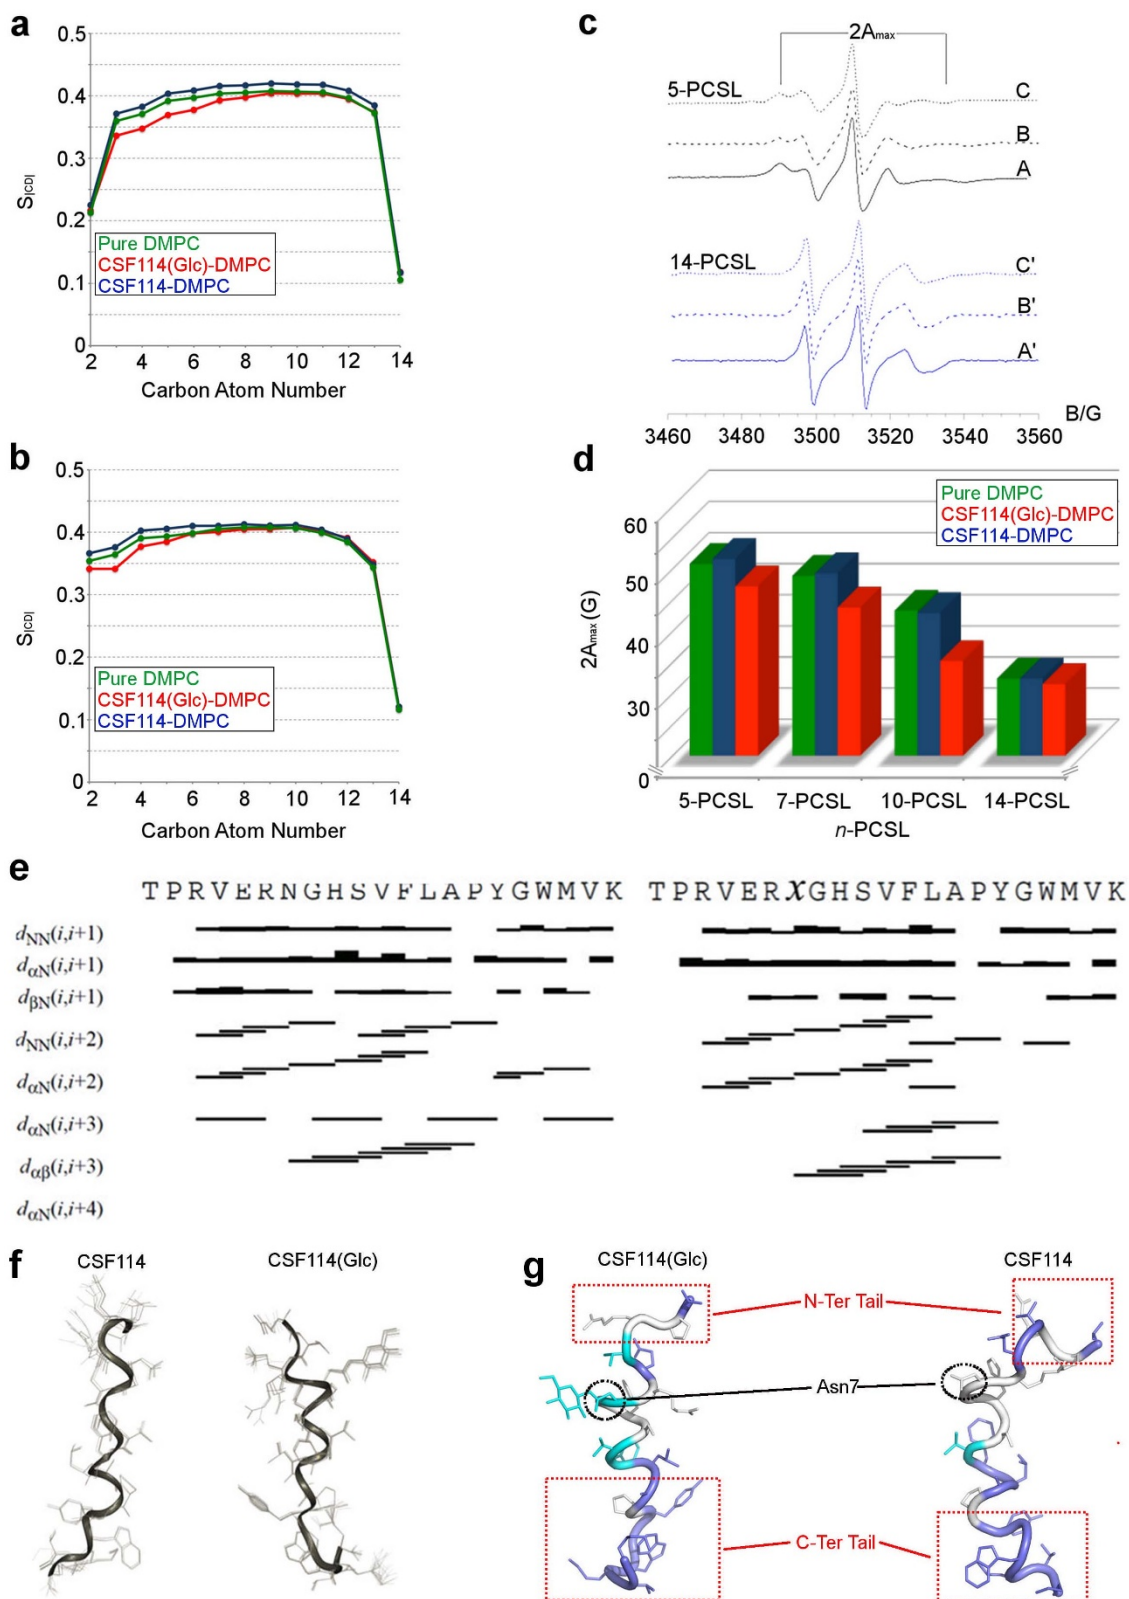 a
0.5
0.4
0.3
0.2
0.1
0
S|CD|
Pure DMPC
CSF114(Glc)-DMPC
CSF114-DMPC
2 4 6 8 10 12 14
Carbon Atom Number
b
0.5
0.4
0.3
0.2
0.1
0
S|CD|
Pure DMPC
CSF114(Glc)-DMPC
CSF114-DMPC
2 4 6 8 10 12 14
Carbon Atom Number
c
2Amax
5-PCSL
C
B
A
14-PCSL
C'
B'
A'
B/G
3460 3480 3500 3520 3540 3560
d
Pure DMPC
CSF114(Glc)-DMPC
CSF114-DMPC
60
50
40
30
0
2Amax (G)
5-PCSL 7-PCSL 10-PCSL 14-PCSL
n-PCSL
e
TPRVERNGHSVFLAPYGWMVK TPRVERXGHSVFLAPYGWMVK
dNN(i,i+1)
dαN(i,i+1)
dβN(i,i+1)
dNN(i,i+2)
dαN(i,i+2)
dαN(i,i+3)
dαβ(i,i+3)
dαN(i,i+4)
f
CSF114 CSF114(Glc)
g
CSF114(Glc) CSF114
N-Ter Tail
Asn7
C-Ter Tail